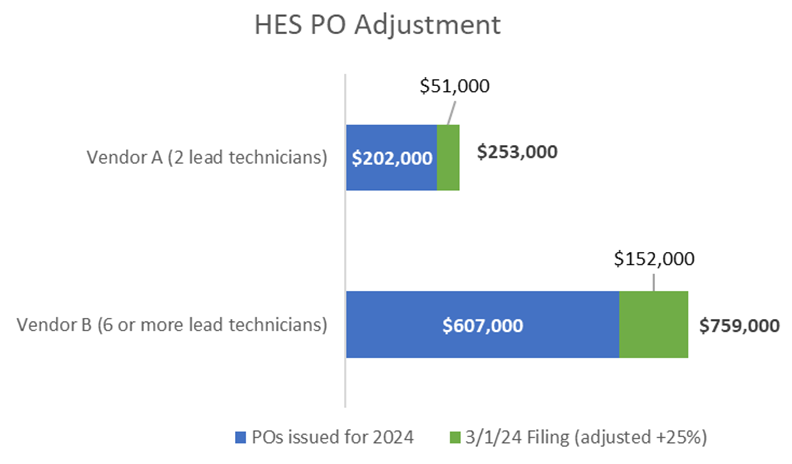 HES PO Adjustment
$51,000
Vendor A (2 lead technicians)
$202,000
$253,000
$152,000
Vendor B (6 or more lead technicians)
$607,000
$759,000
POs issued for 2024
3/1/24 Filing (adjusted +25%)